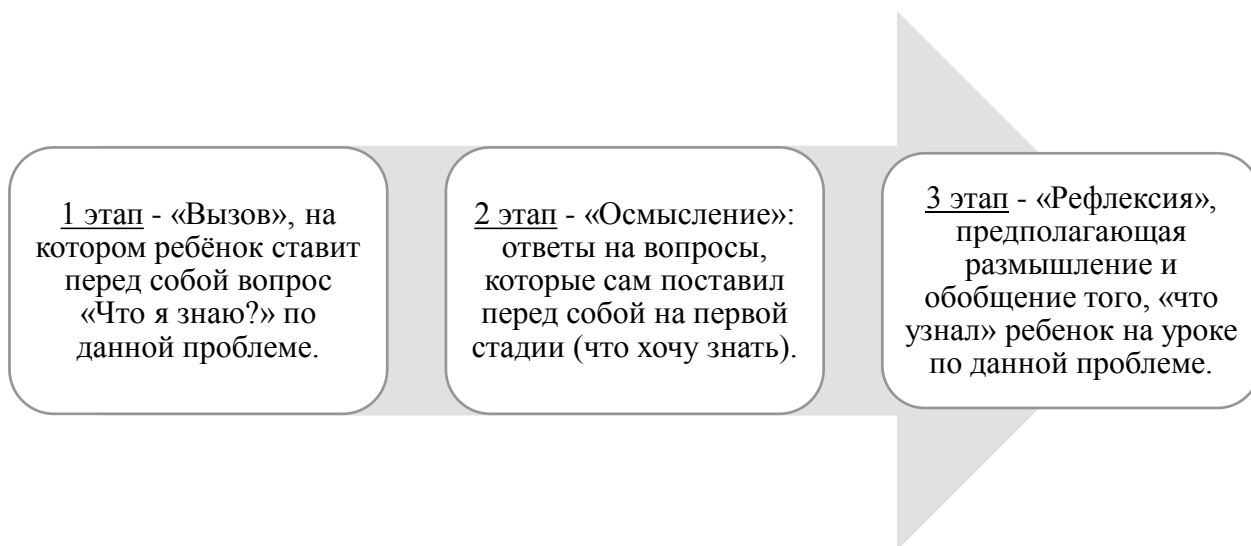 1 этап - «Вызов», на
котором ребёнок ставит
перед собой вопрос
«Что я знаю?» по
данной проблеме.
2 этап - «Осмысление»:
ответы на вопросы,
которые сам поставил
перед собой на первой
стадии (что хочу знать).
3 этап - «Рефлексия»,
предполагающая
размышление и
обобщение того, «что
узнал» ребенок на уроке
по данной проблеме.